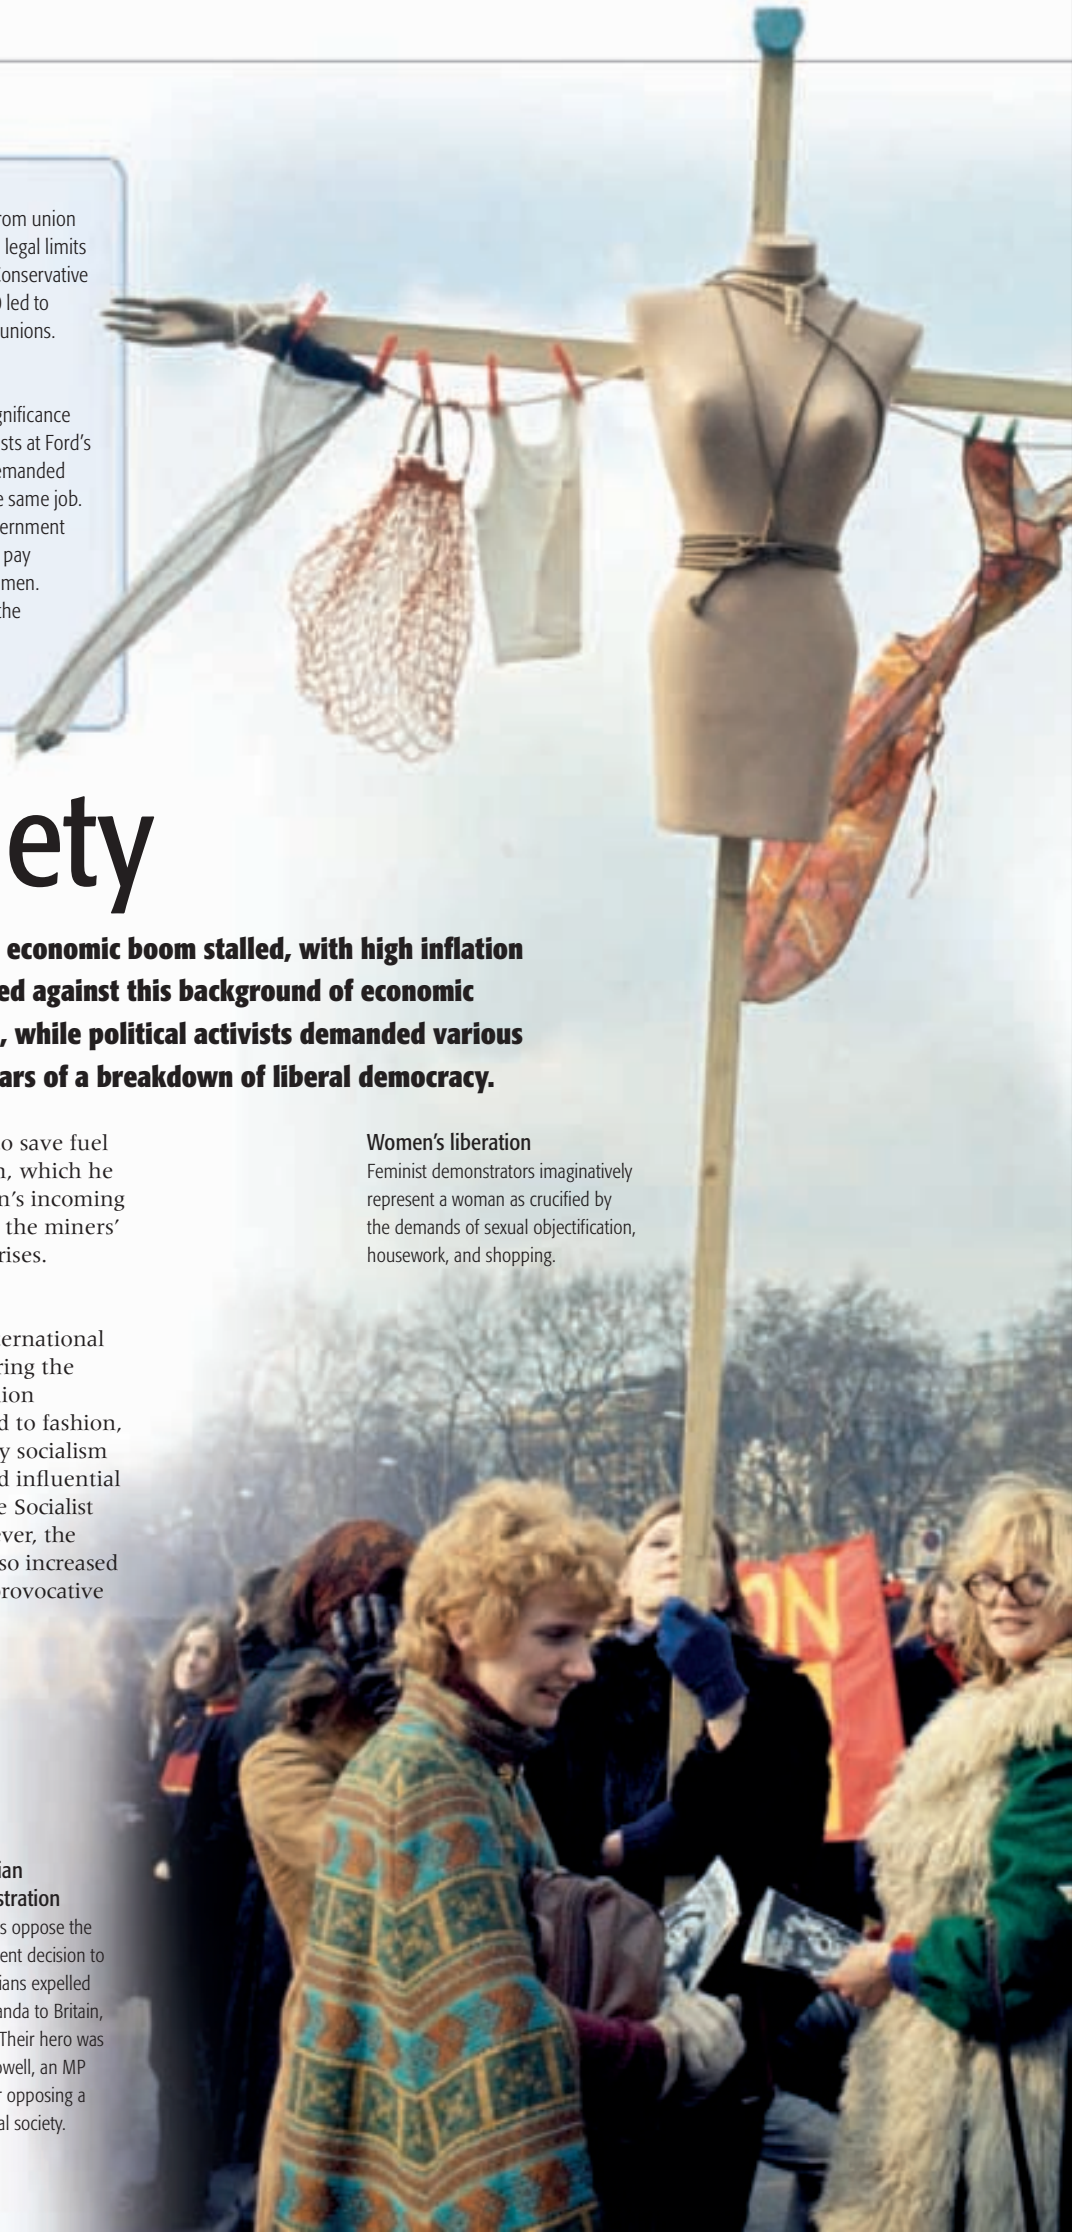 rom union
legal limits
Conservative
led to
unions.
gnificance
sts at Ford's
emanded
e same job.
ernment
pay
men.
the
ety
economic boom stalled, with high inflation
ed against this background of economic
, while political activists demanded various
ars of a breakdown of liberal democracy.
o save fuel
n, which he
n's incoming
the miners'
rises.
ernational
ring the
ion
d to fashion,
y socialism
d influential
e Socialist
ver, the
so increased
provocative
Women's liberation
Feminist demonstrators imaginatively
represent a woman as crucified by
the demands of sexual objectification,
housework, and shopping.
ian
stration
s oppose the
ent decision to
ians expelled
anda to Britain,
Their hero was
owell, an MP
r opposing a
al society.
ON